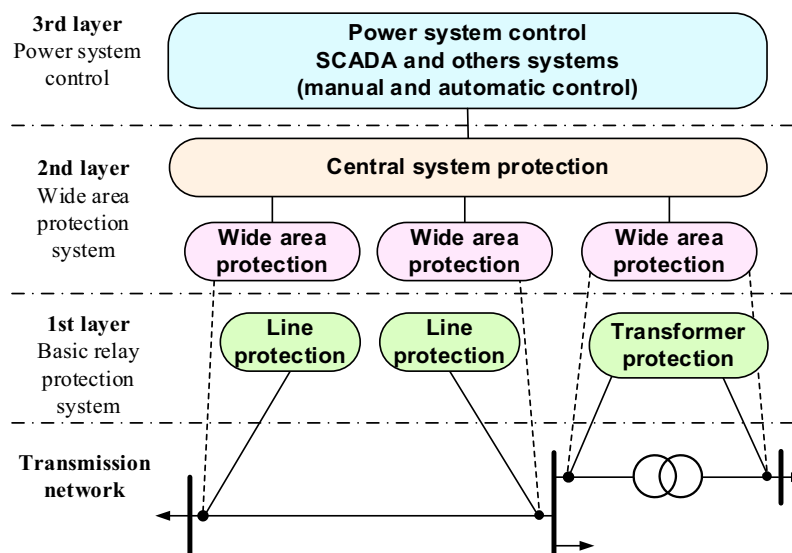 3rd layer
Power system
control
Power system control
SCADA and others systems
(manual and automatic control)
2nd layer
Wide area
protection
system
Central system protection
Wide area
protection
Wide area
protection
Wide area
protection
1st layer
Basic relay
protection
system
Line
protection
Line
protection
Transformer
protection
Transmission
network